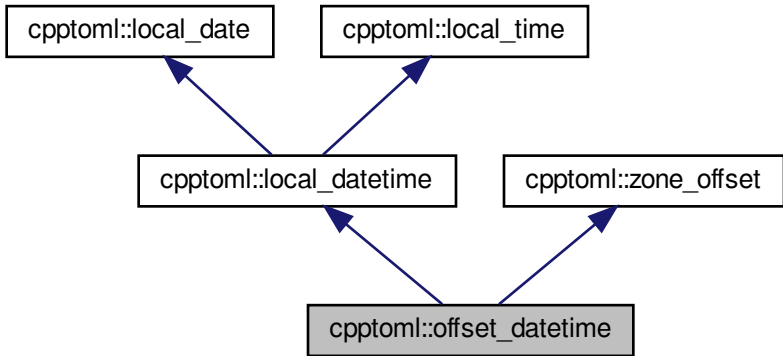 cpptoml::local_date
cpptoml::local_time
cpptoml::local_datetime
cpptoml::zone_offset
cpptoml::offset_datetime